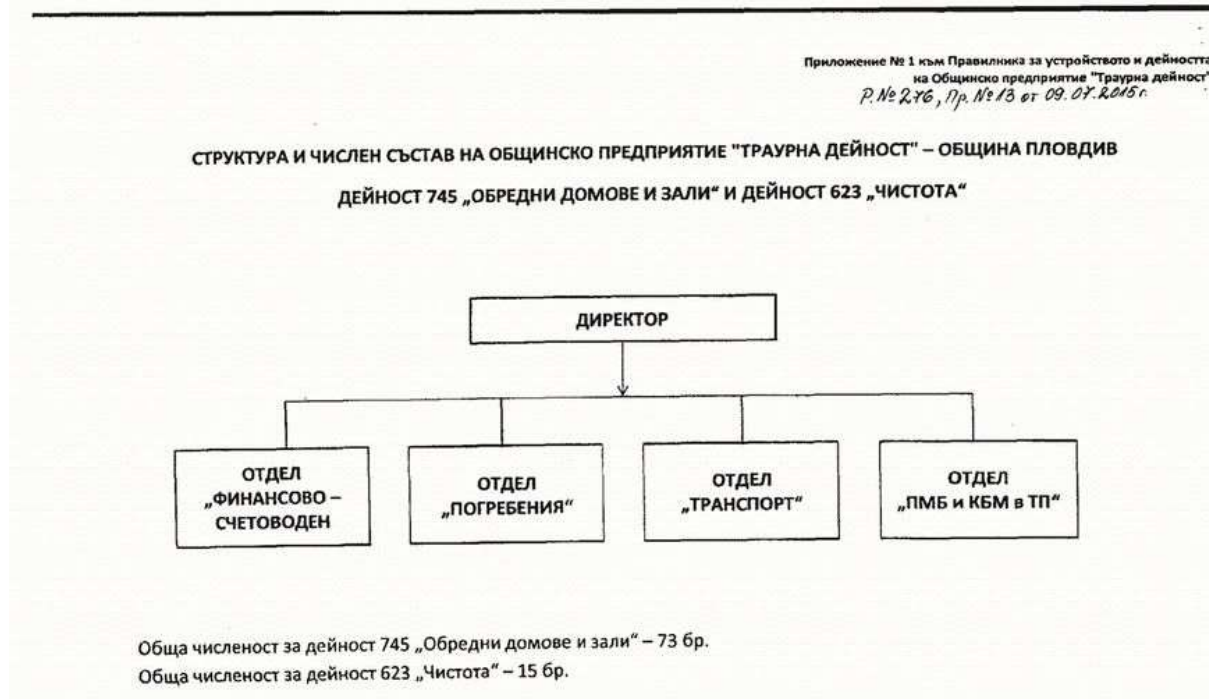 Приложение № 1 към Правилника за устройството и дейността
на Общинско предприятие "Траурна дейност"
Р. № 276, Пр. № 13 от 09.07.2015 г.
СТРУКТУРА И ЧИСЛЕН СЪСТАВ НА ОБЩИНСКО ПРЕДПРИЯТИЕ "ТРАУРНА ДЕЙНОСТ" – ОБЩИНА ПЛОВДИВ
ДЕЙНОСТ 745 „ОБРЕДНИ ДОМОВЕ И ЗАЛИ“ И ДЕЙНОСТ 623 „ЧИСТОТА“
ДИРЕКТОР
ОТДЕЛ
„ФИНАНСОВО –
СЧЕТОВОДЕН
ОТДЕЛ
„ПОГРЕБЕНИЯ“
ОТДЕЛ
„ТРАНСПОРТ“
ОТДЕЛ
„ПМБ и КБМ в ТП“
Обща численост за дейност 745 „Обредни домове и зали“ – 73 бр.
Обща численост за дейност 623 „Чистота“ – 15 бр.